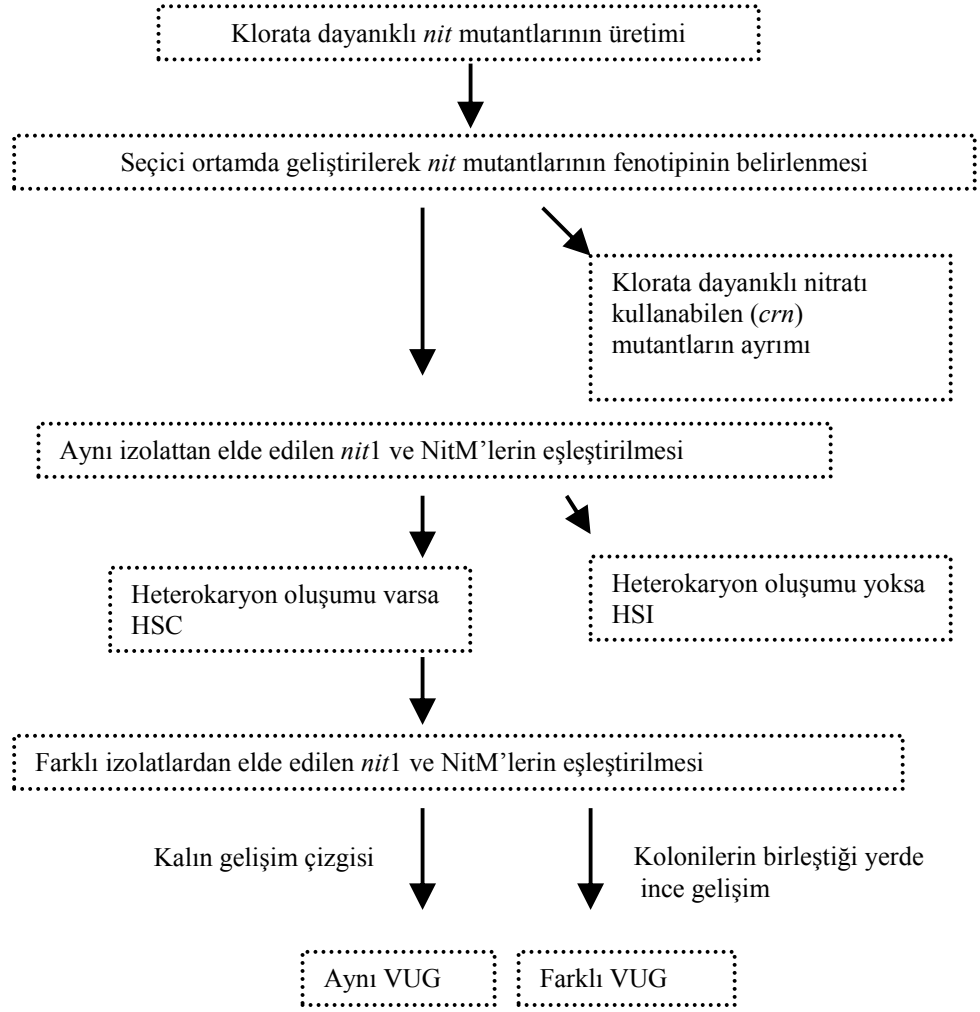 Klorata dayanıklı nit mutantlarının üretimi
Seçici ortamda geliştirilerek nit mutantlarının fenotipinin belirlenmesi
Klorata dayanıklı nitratı
kullanabilen (crn)
mutantların ayrımı
Aynı izolattan elde edilen nit1 ve NitM’lerin eşleştirilmesi
Heterokaryon oluşumu varsa
HSC
Heterokaryon oluşumu yoksa
HSI
Farklı izolatlardan elde edilen nit1 ve NitM’lerin eşleştirilmesi
Kalın gelişim çizgisi
Kolonilerin birleştiği yerde
ince gelişim
Aynı VUG
Farklı VUG